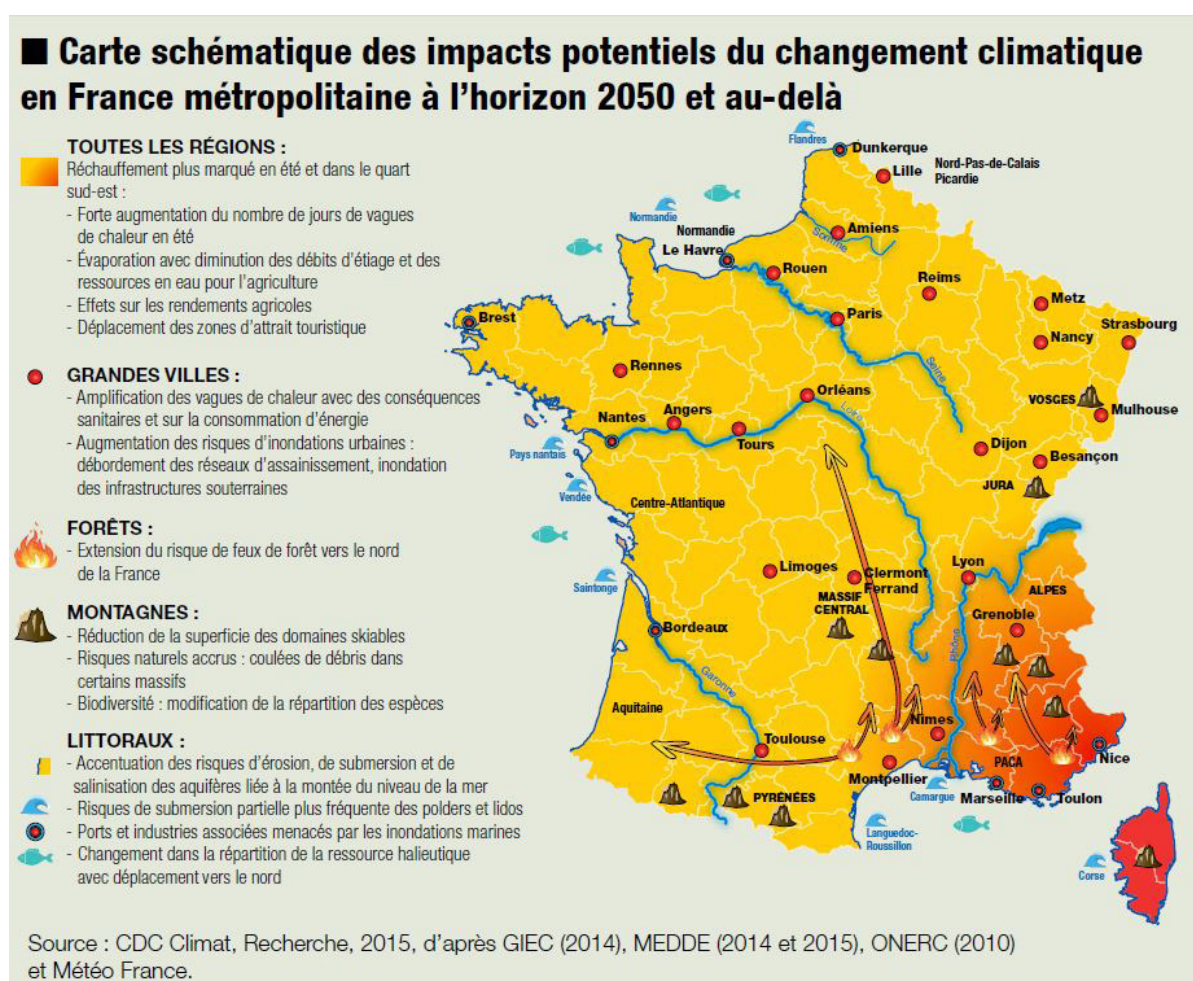 ■ Carte schématique des impacts potentiels du changement climatique
en France métropolitaine à l'horizon 2050 et au-delà
TOUTES LES RÉGIONS :
Réchauffement plus marqué en été et dans le quart
sud-est :
- Forte augmentation du nombre de jours de vagues
de chaleur en été
- Évaporation avec diminution des débits d'étiage et des
ressources en eau pour l'agriculture
- Effets sur les rendements agricoles
- Déplacement des zones d'attrait touristique
GRANDES VILLES :
- Amplification des vagues de chaleur avec des conséquences
sanitaires et sur la consommation d'énergie
- Augmentation des risques d'inondations urbaines :
débordement des réseaux d'assainissement, inondation
des infrastructures souterraines
FORÊTS :
- Extension du risque de feux de forêt vers le nord
de la France
MONTAGNES :
- Réduction de la superficie des domaines skiables
- Risques naturels accrus : coulées de débris dans
certains massifs
- Biodiversité : modification de la répartition des espèces
LITTORAUX :
- Accentuation des risques d'érosion, de submersion et de
salinisation des aquifères liée à la montée du niveau de la mer
- Risques de submersion partielle plus fréquente des polders et lidos
- Ports et industries associées menacés par les inondations marines
- Changement dans la répartition de la ressource halieutique
avec déplacement vers le nord
Flandres
Dunkerque
Lille
Nord-Pas-de-Calais
Picardie
Normandie
Normandie
Le Havre
Somme
Amiens
Rouen
Reims
Metz
Strasbourg
Paris
Nancy
Brest
Rennes
Seine
Orléans
VOSGES
Mulhouse
Nantes
Angers
Loire
Tours
Dijon
Besançon
Pays nantais
JURA
Vendée
Centre-Atlantique
Limoges
Clermont
Ferrand
Lyon
ALPES
Saintonge
MASSIF
CENTRAL
Grenoble
Bordeaux
Rhône
Garonne
Aquitaine
Nîmes
Toulouse
Nice
PACA
Montpellier
Camargue
Marseille
Toulon
PYRÉNÉES
Languedoc-
Roussillon
Corse
Source : CDC Climat, Recherche, 2015, d'après GIEC (2014), MEDDE (2014 et 2015), ONERC (2010)
et Météo France.